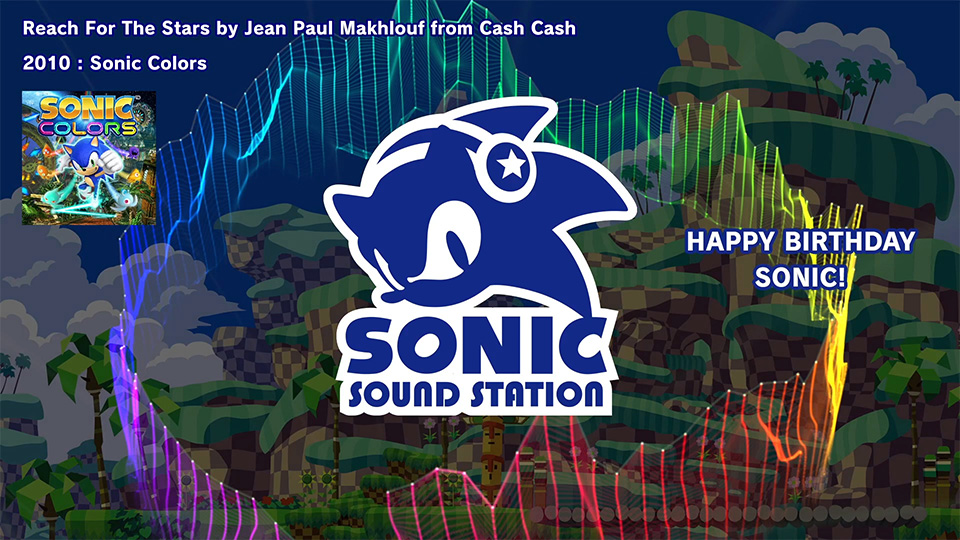 Reach For The Stars by Jean Paul Makhlouf from Cash Cash
2010 : Sonic Colors
SONIC
COLORS
HAPPY BIRTHDAY
SONIC!
SONIC
SOUND STATION